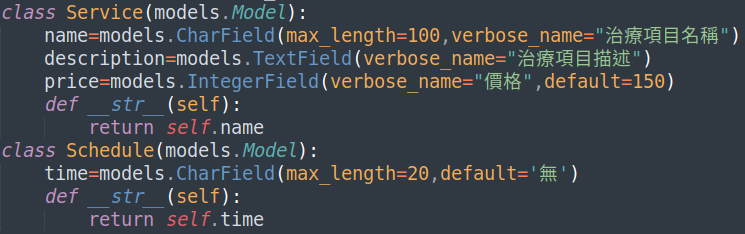 class Service(models.Model):
    name=models.CharField(max_length=100,verbose_name="治療項目名稱")
    description=models.TextField(verbose_name="治療項目描述")
    price=models.IntegerField(verbose_name="價格",default=150)
    def __str__(self):
        return self.name
class Schedule(models.Model):
    time=models.CharField(max_length=20,default='無')
    def __str__(self):
        return self.time